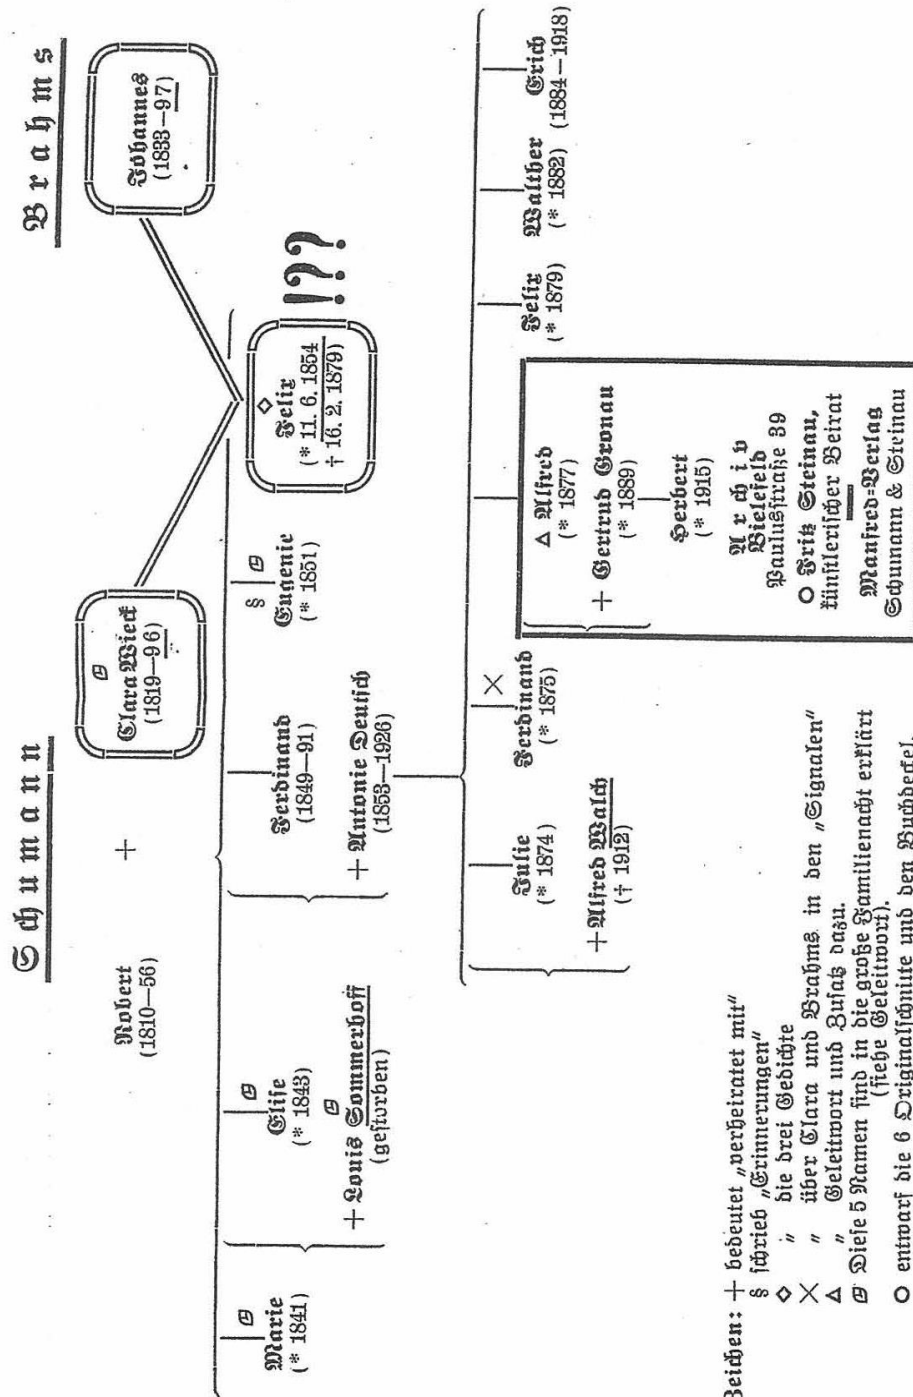 Schumann
Brahms
Robert
(1810—56)
+
Clara Wieck
(1819—96)
Johannes
(1833—97)
Marie
(* 1841)
Elise
(* 1843)
+ Louis Sommerhoff
(gestorben)
Ferdinand
(1849—91)
+ Antonie Deutsch
(1853—1926)
§
Eugenie
(* 1851)
◇
Felix
(* 11. 6. 1854
† 16. 2. 1879)
!??
Julie
(* 1874)
+ Alfred Walch
(† 1912)
×
Ferdinand
(* 1875)
△ Alfred
(* 1877)
+ Gertrud Gronau
(* 1889)
Herbert
(* 1915)
Archiv
Bielefeld
Paulusstraße 39
○ Fritz Steinau,
künstlerischer Beirat
Manfred=Verlag
Schumann & Steinau
Felix
(* 1879)
Walther
(* 1882)
Erich
(1884—1918)
Zeichen: + bedeutet „verheiratet mit“
§ schrieb „Erinnerungen“
◇ „ die drei Gedichte
× „ über Clara und Brahms in den „Signalen“
△ „ Geleitwort und Zusatz dazu.
Diese 5 Namen sind in die große Familienacht erklärt
(siehe Geleitwort).
○ entwarf die 6 Originalschnitte und den Buchdeckel.